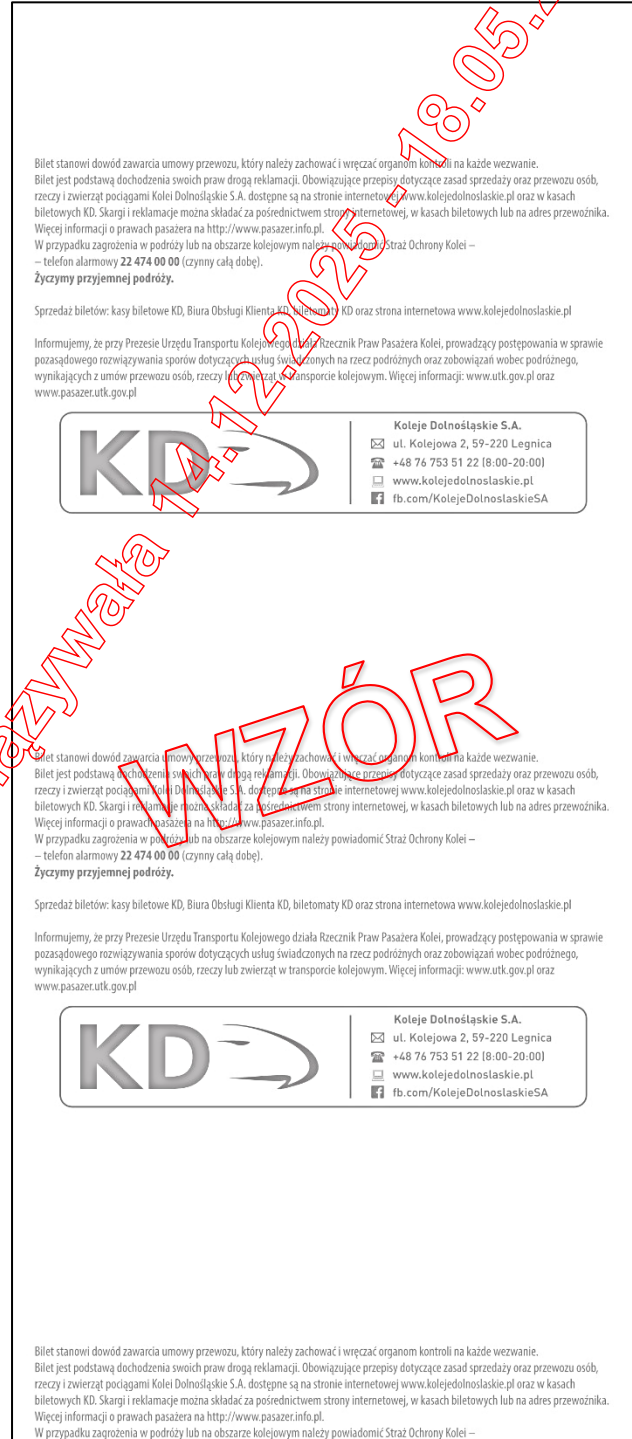 Bilet stanowi dowód zawarcia umowy przewozu, który należy zachować i wręczać organom kontroli na każde wezwanie.
Bilet jest podstawą dochodzenia swoich praw drogą reklamacji. Obowiązujące przepisy dotyczące zasad sprzedaży oraz przewozu osób,
rzeczy i zwierząt pociągami Kolei Dolnośląskie S.A. dostępne są na stronie internetowej www.kolejedolnoslaskie.pl oraz w kasach
biletowych KD. Skargi i reklamacje można składać za pośrednictwem strony internetowej, w kasach biletowych lub na adres przewoźnika.
Więcej informacji o prawach pasażera na http://www.pasazer.info.pl.
W przypadku zagrożenia w podróży lub na obszarze kolejowym należy powiadomić Straż Ochrony Kolei –
– telefon alarmowy 22 474 00 00 (czynny całą dobę).
Życzymy przyjemnej podróży.
Sprzedaż biletów: kasy biletowe KD, Biura Obsługi Klienta KD, biletomaty KD oraz strona internetowa www.kolejedolnoslaskie.pl
Informujemy, że przy Prezesie Urzędu Transportu Kolejowego działa Rzecznik Praw Pasażera Kolei, prowadzący postępowania w sprawie
pozasądowego rozwiązywania sporów dotyczących usług świadczonych na rzecz podróżnych oraz zobowiązań wobec podróżnego,
wynikających z umów przewozu osób, rzeczy lub zwierząt w transporcie kolejowym. Więcej informacji: www.utk.gov.pl oraz
www.pasazer.utk.gov.pl
KD
Koleje Dolnośląskie S.A.
ul. Kolejowa 2, 59-220 Legnica
+48 76 753 51 22 (8:00-20:00)
www.kolejedolnoslaskie.pl
fb.com/KolejeDolnoslaskieSA
ązywała 14.12.2025 - 18.05.
WZÓR
Bilet stanowi dowód zawarcia umowy przewozu, który należy zachować i wręczać organom kontroli na każde wezwanie.
Bilet jest podstawą dochodzenia swoich praw drogą reklamacji. Obowiązujące przepisy dotyczące zasad sprzedaży oraz przewozu osób,
rzeczy i zwierząt pociągami Kolei Dolnośląskie S.A. dostępne są na stronie internetowej www.kolejedolnoslaskie.pl oraz w kasach
biletowych KD. Skargi i reklamacje można składać za pośrednictwem strony internetowej, w kasach biletowych lub na adres przewoźnika.
Więcej informacji o prawach pasażera na http://www.pasazer.info.pl.
W przypadku zagrożenia w podróży lub na obszarze kolejowym należy powiadomić Straż Ochrony Kolei –
– telefon alarmowy 22 474 00 00 (czynny całą dobę).
Życzymy przyjemnej podróży.
Sprzedaż biletów: kasy biletowe KD, Biura Obsługi Klienta KD, biletomaty KD oraz strona internetowa www.kolejedolnoslaskie.pl
Informujemy, że przy Prezesie Urzędu Transportu Kolejowego działa Rzecznik Praw Pasażera Kolei, prowadzący postępowania w sprawie
pozasądowego rozwiązywania sporów dotyczących usług świadczonych na rzecz podróżnych oraz zobowiązań wobec podróżnego,
wynikających z umów przewozu osób, rzeczy lub zwierząt w transporcie kolejowym. Więcej informacji: www.utk.gov.pl oraz
www.pasazer.utk.gov.pl
KD
Koleje Dolnośląskie S.A.
ul. Kolejowa 2, 59-220 Legnica
+48 76 753 51 22 (8:00-20:00)
www.kolejedolnoslaskie.pl
fb.com/KolejeDolnoslaskieSA
Bilet stanowi dowód zawarcia umowy przewozu, który należy zachować i wręczać organom kontroli na każde wezwanie.
Bilet jest podstawą dochodzenia swoich praw drogą reklamacji. Obowiązujące przepisy dotyczące zasad sprzedaży oraz przewozu osób,
rzeczy i zwierząt pociągami Kolei Dolnośląskie S.A. dostępne są na stronie internetowej www.kolejedolnoslaskie.pl oraz w kasach
biletowych KD. Skargi i reklamacje można składać za pośrednictwem strony internetowej, w kasach biletowych lub na adres przewoźnika.
Więcej informacji o prawach pasażera na http://www.pasazer.info.pl.
W przypadku zagrożenia w podróży lub na obszarze kolejowym należy powiadomić Straż Ochrony Kolei –